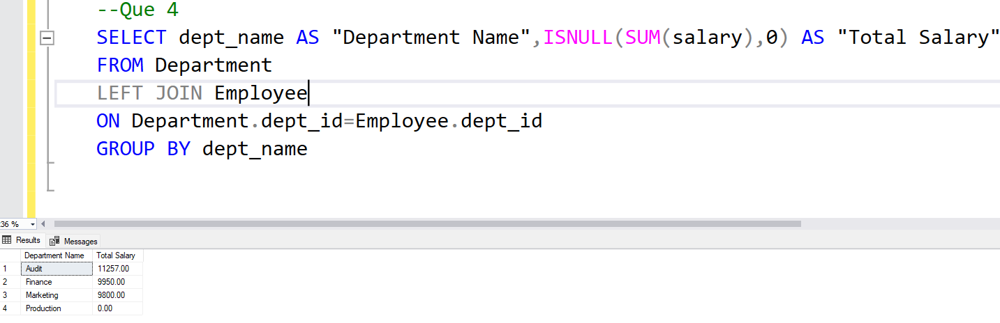 --Que 4
SELECT dept_name AS "Department Name",ISNULL(SUM(salary),0) AS "Total Salary"
FROM Department
LEFT JOIN Employee
ON Department.dept_id=Employee.dept_id
GROUP BY dept_name
36 %
Results Messages
Department Name Total Salary
1 Audit 11257.00
2 Finance 9950.00
3 Marketing 9800.00
4 Production 0.00